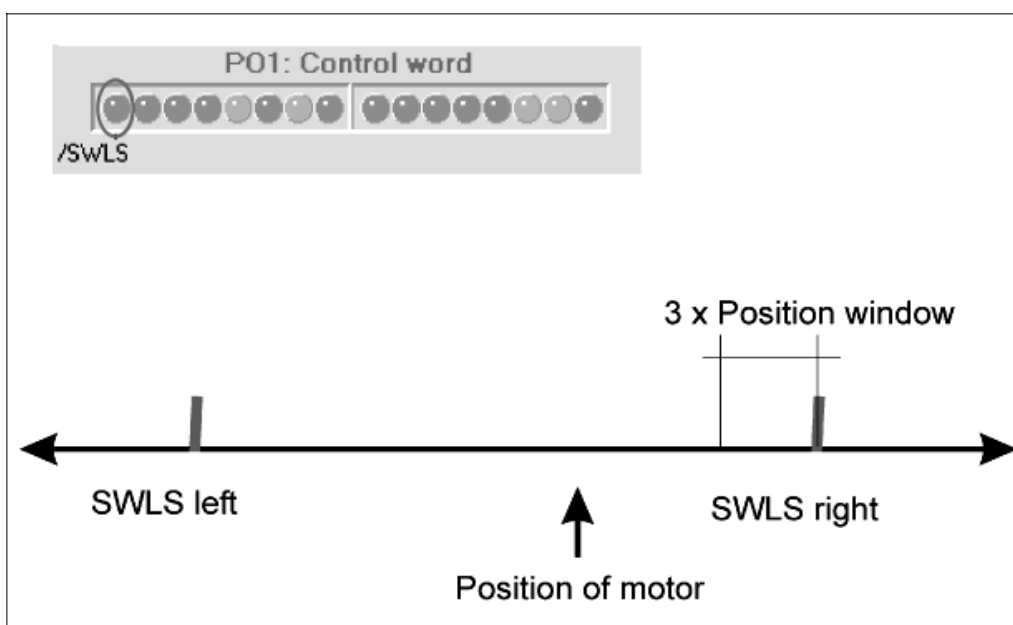 PO1: Control word
/SWLS
3 x Position window
SWLS left
SWLS right
Position of motor